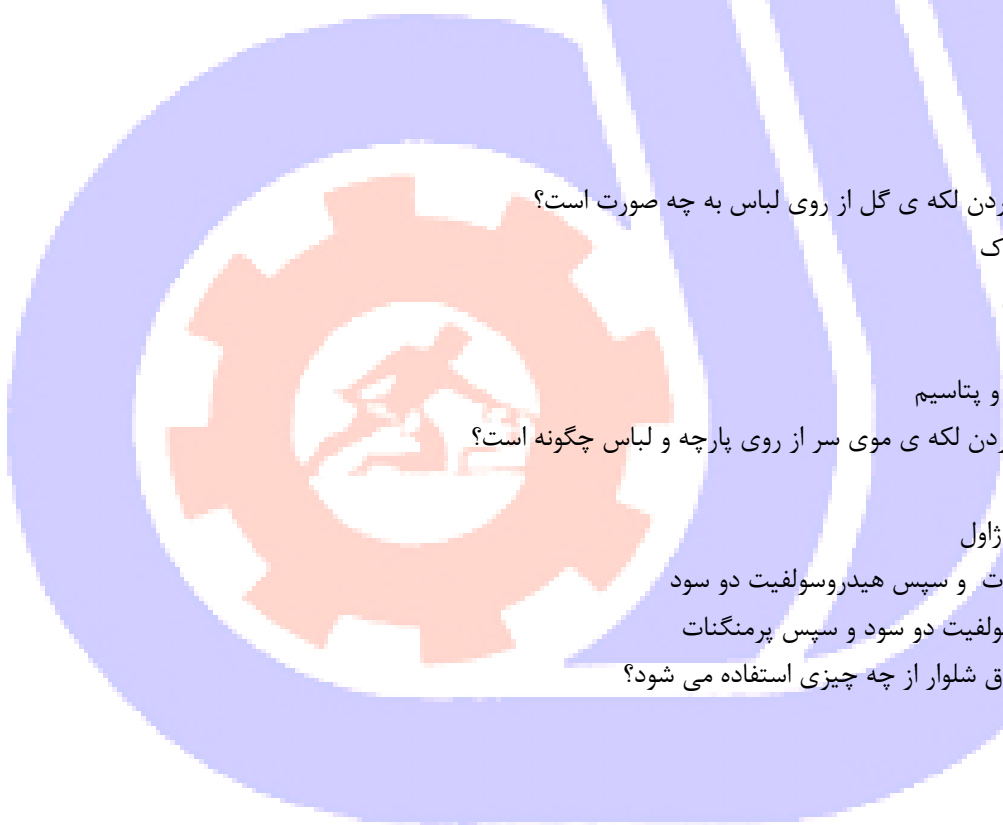 ردن لکه ی گل از روی لباس به چه صورت است؟
ک
و پتاسیم
ردن لکه ی موی سر از روی پارچه و لباس چگونه است؟
ژاول
ت و سپس هیدروسولفیت دو سود
ولفیت دو سود و سپس پرمنگنات
ق شلوار از چه چیزی استفاده می شود؟